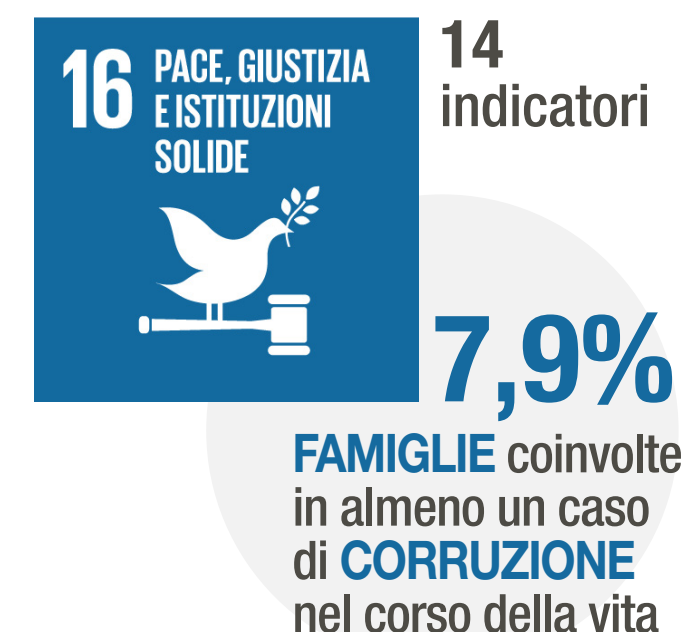 16 PACE, GIUSTIZIA
E ISTITUZIONI
SOLIDE
14
indicatori
7,9%
FAMIGLIE coinvolte
in almeno un caso
di CORRUZIONE
nel corso della vita